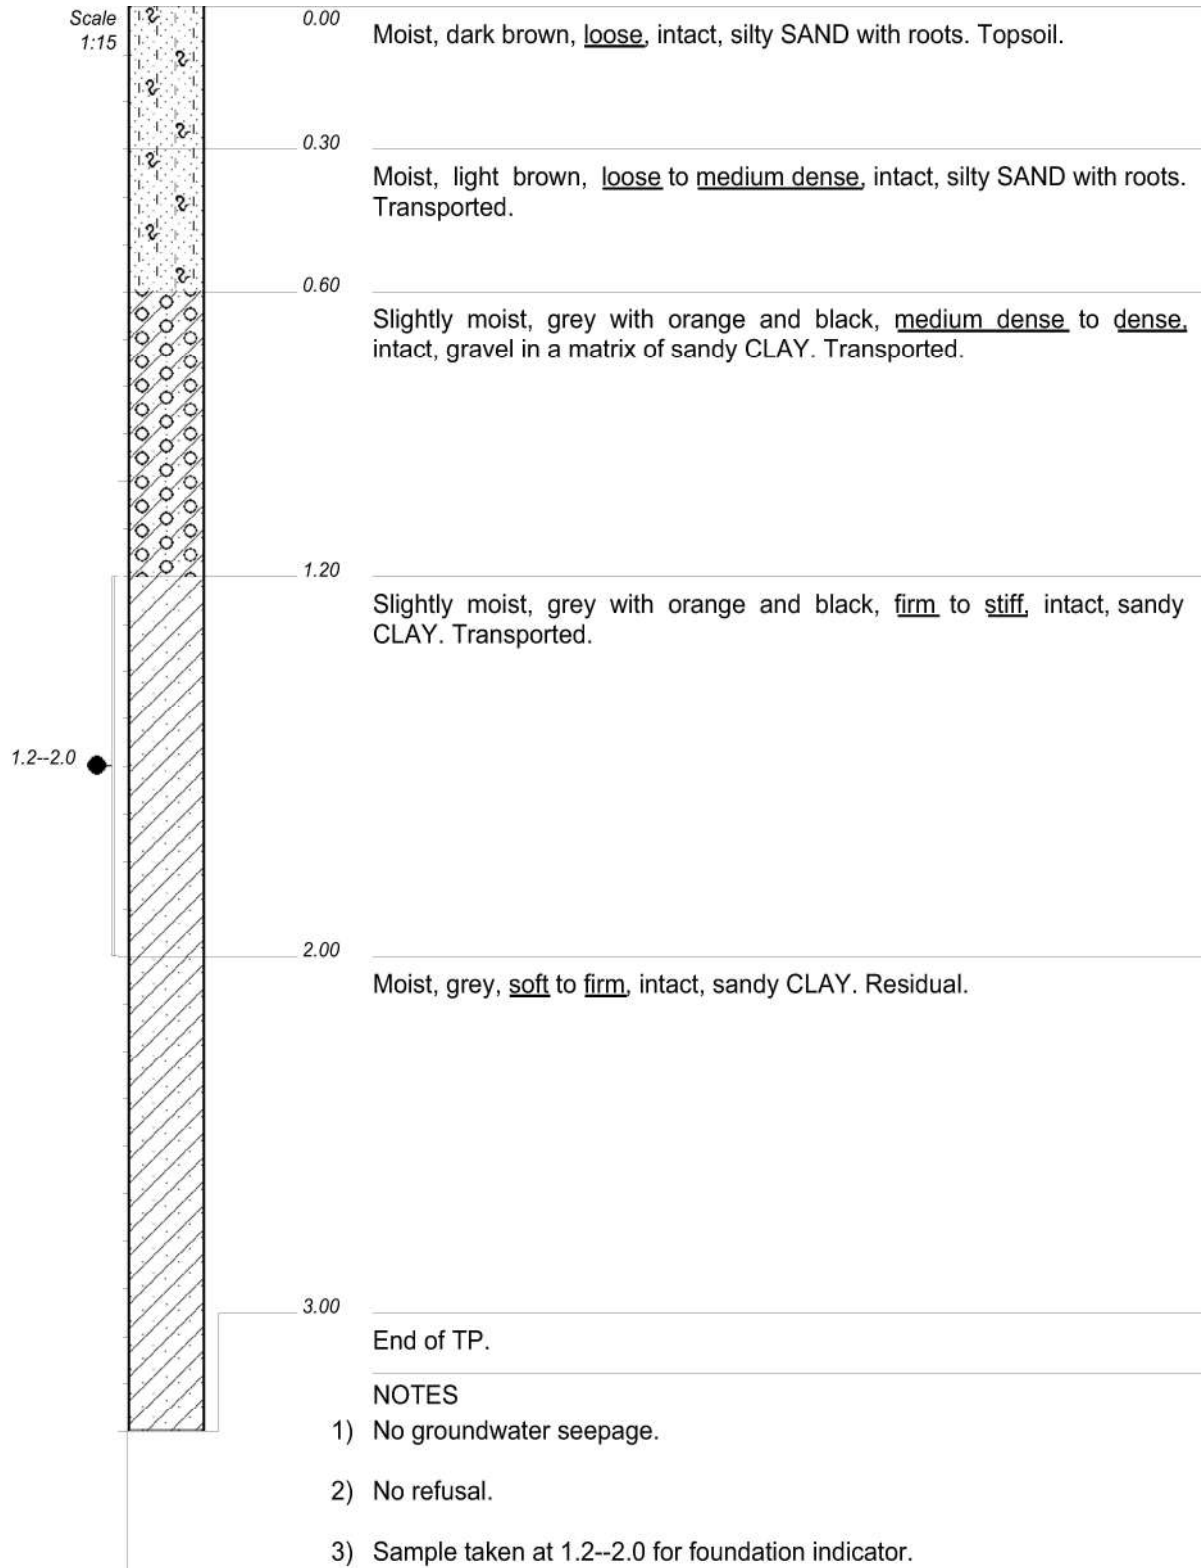 Scale
1:15
0.00
Moist, dark brown, loose, intact, silty SAND with roots. Topsoil.
0.30
Moist, light brown, loose to medium dense, intact, silty SAND with roots.
Transported.
0.60
Slightly moist, grey with orange and black, medium dense to dense,
intact, gravel in a matrix of sandy CLAY. Transported.
1.20
Slightly moist, grey with orange and black, firm to stiff, intact, sandy
CLAY. Transported.
1.2--2.0
2.00
Moist, grey, soft to firm, intact, sandy CLAY. Residual.
3.00
End of TP.
NOTES
1) No groundwater seepage.
2) No refusal.
3) Sample taken at 1.2--2.0 for foundation indicator.